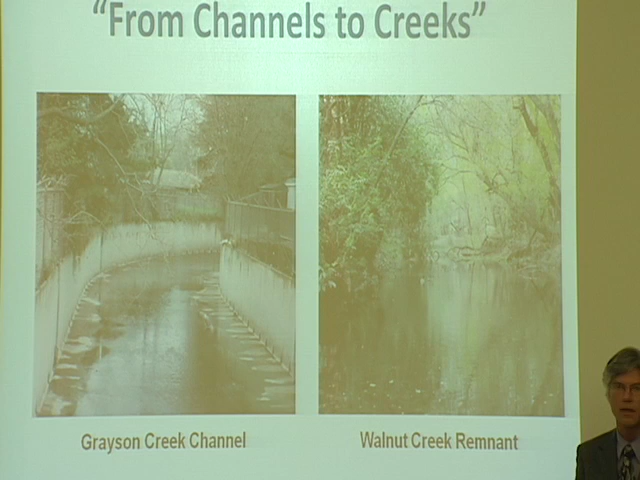 “From Channels to Creeks”
Grayson Creek Channel
Walnut Creek Remnant